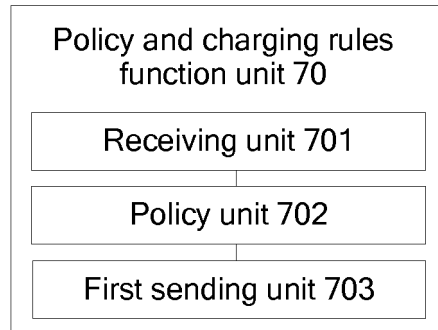 Policy and charging rules
function unit 70
Receiving unit 701
Policy unit 702
First sending unit 703